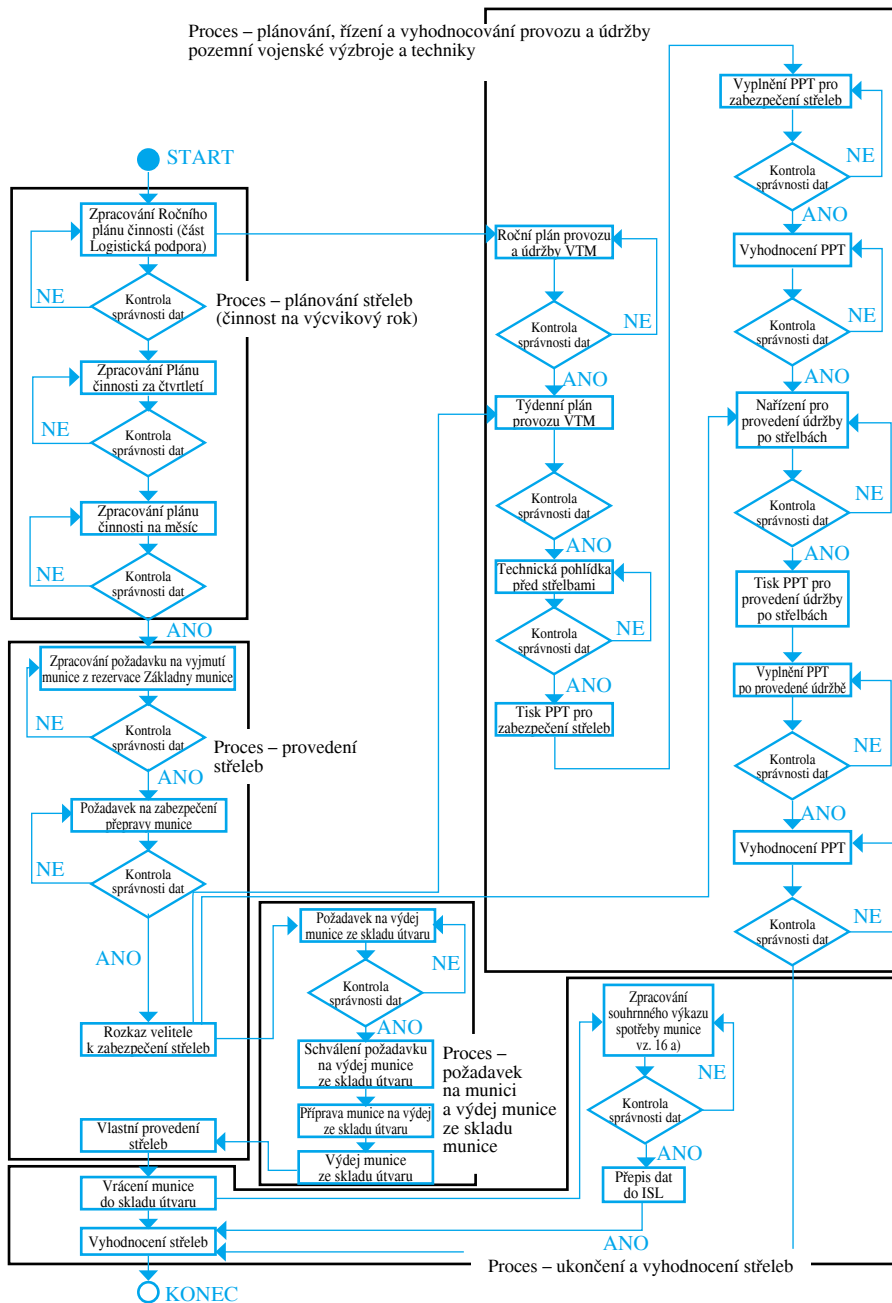 Proces – plánování, řízení a vyhodnocování provozu a údržby
pozemní vojenské výzbroje a techniky
START
Zpracování Ročního
plánu činnosti (část
Logistická podpora)
NE
Kontrola
správnosti dat
Proces – plánování střeleb
(činnost na výcvikový rok)
Zpracování Plánu
činnosti za čtvrtletí
NE
Kontrola
správnosti dat
Zpracování plánu
činnosti na měsíc
NE
Kontrola
správnosti dat
ANO
Zpracování požadavku na vyjmutí
munice z rezervace Základny munice
NE
Kontrola
správnosti dat
Proces – provedení
střeleb
ANO
Požadavek na zabezpečení
přepravy munice
NE
Kontrola
správnosti dat
ANO
Rozkaz velitele
k zabezpečení střeleb
Vlastní provedení
střeleb
Vrácení munice
do skladu útvaru
Vyhodnocení střeleb
KONEC
Požadavek na výdej
munice ze skladu útvaru
NE
Kontrola
správnosti dat
ANO
Schválení požadavku
na výdej munice
ze skladu útvaru
Příprava munice na výdej
ze skladu útvaru
Výdej munice
ze skladu útvaru
Proces –
požadavek
na munici
a výdej munice
ze skladu
munice
Roční plán provozu
a údržby VTM
NE
Kontrola
správnosti dat
ANO
Týdenní plán
provozu VTM
Kontrola
správnosti dat
ANO
Technická pohlídka
před střelbami
NE
Kontrola
správnosti dat
ANO
Tisk PPT pro
zabezpečení střeleb
Vyplnění PPT pro
zabezpečení střeleb
NE
Kontrola
správnosti dat
ANO
Vyhodnocení PPT
NE
Kontrola
správnosti dat
ANO
Nařízení pro
provedení údržby
po střelbách
NE
Kontrola
správnosti dat
ANO
Tisk PPT pro
provedení údržby
po střelbách
Vyplnění PPT
po provedené údržbě
NE
Kontrola
správnosti dat
ANO
Vyhodnocení PPT
NE
Kontrola
správnosti dat
Zpracování
souhrnného výkazu
spotřeby munice
vz. 16 a)
NE
Kontrola
správnosti dat
ANO
Přepis dat
do ISL
ANO
Proces – ukončení a vyhodnocení střeleb